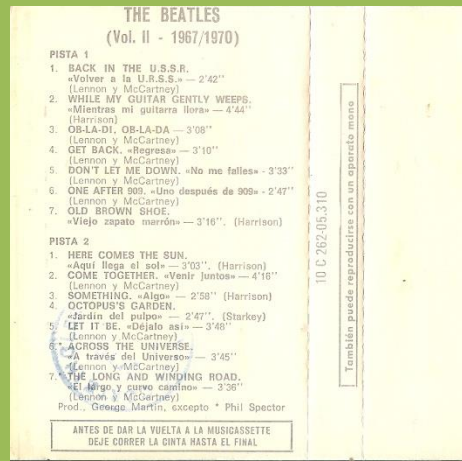 THE BEATLES
(Vol. II - 1967/1970)
PISTA 1
1. BACK IN THE U.S.S.R.
«Volver a la U.R.S.S.» — 2'42''
(Lennon y McCartney)
2. WHILE MY GUITAR GENTLY WEEPS.
«Mientras mi guitarra llora» — 4'44''
(Harrison)
3. OB-LA-DI, OB-LA-DA — 3'08''
(Lennon y McCartney)
4. GET BACK. «Regresa» — 3'10''
(Lennon y McCartney)
5. DON'T LET ME DOWN. «No me falles» - 3'33''
(Lennon y McCartney)
6. ONE AFTER 909. «Uno después de 909» - 2'47''
(Lennon y McCartney)
7. OLD BROWN SHOE.
«Viejo zapato marrón» — 3'16''. (Harrison)
PISTA 2
1. HERE COMES THE SUN.
«Aquí llega el sol» — 3'03''. (Harrison)
2. COME TOGETHER. «Venir juntos» — 4'16''
(Lennon y McCartney)
3. SOMETHING. «Algo» — 2'58'' (Harrison)
4. OCTOPUS'S GARDEN.
«Jardín del pulpo» — 2'47''. (Starkey)
5. LET IT BE. «Déjalo así» — 3'48''
(Lennon y McCartney)
6.* ACROSS THE UNIVERSE.
«A través del Universo» — 3'45''
(Lennon y McCartney)
7.* THE LONG AND WINDING ROAD.
«El largo y curvo camino» — 3'36''
(Lennon y McCartney)
Prod., George Martin, excepto * Phil Spector
ANTES DE DAR LA VUELTA A LA MUSICASSETTE
DEJE CORRER LA CINTA HASTA EL FINAL
10 C 262-05.310
También puede reproducirse con un aparato mono